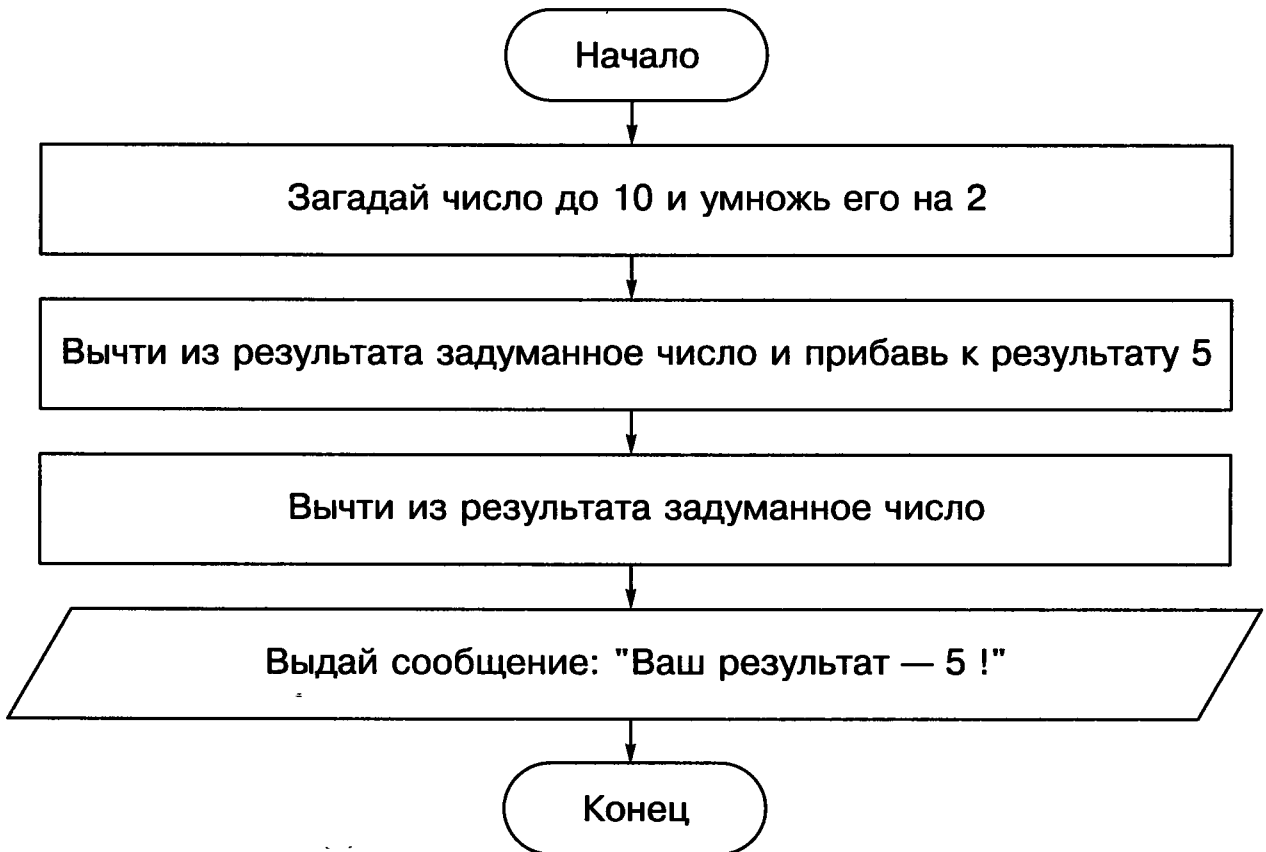 Начало
Загадай число до 10 и умножь его на 2
Вычти из результата задуманное число и прибавь к результату 5
Вычти из результата задуманное число
Выдай сообщение: "Ваш результат — 5 !"
Конец